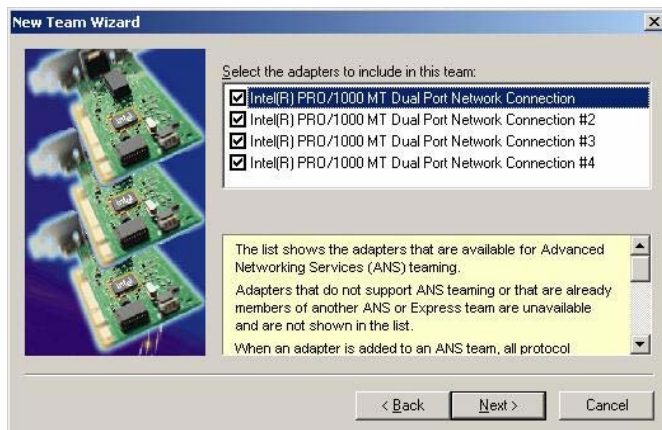 New Team Wizard
Select the adapters to include in this team:
Intel(R) PRO/1000 MT Dual Port Network Connection
Intel(R) PRO/1000 MT Dual Port Network Connection #2
Intel(R) PRO/1000 MT Dual Port Network Connection #3
Intel(R) PRO/1000 MT Dual Port Network Connection #4
The list shows the adapters that are available for Advanced
Networking Services (ANS) teaming.
Adapters that do not support ANS teaming or that are already
members of another ANS or Express team are unavailable
and are not shown in the list.
When an adapter is added to an ANS team, all protocol
< Back
Next >
Cancel